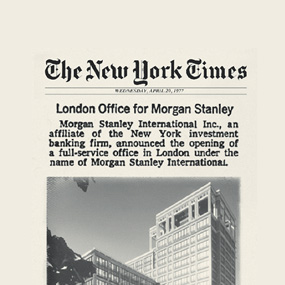 The New York Times
WEDNESDAY, APRIL 20, 1977
London Office for Morgan Stanley
Morgan Stanley International Inc., an
affiliate of the New York investment
banking firm, announced the opening of
a full-service office in London under the
name of Morgan Stanley International.